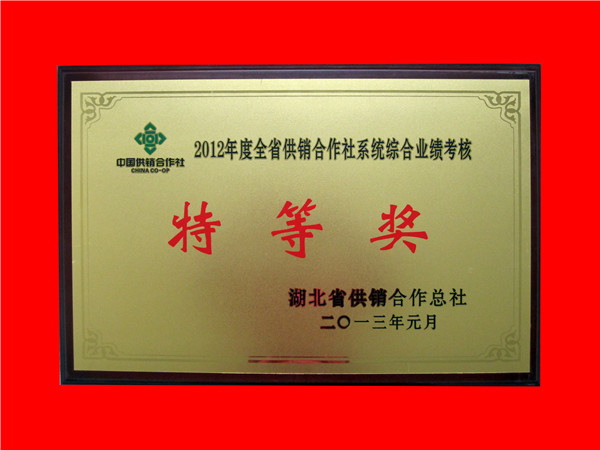 中国供销合作社
CHINA CO-OP
2012年度全省供销合作社系统综合业绩考核
特等奖
湖北省供销合作总社
二〇一三年元月